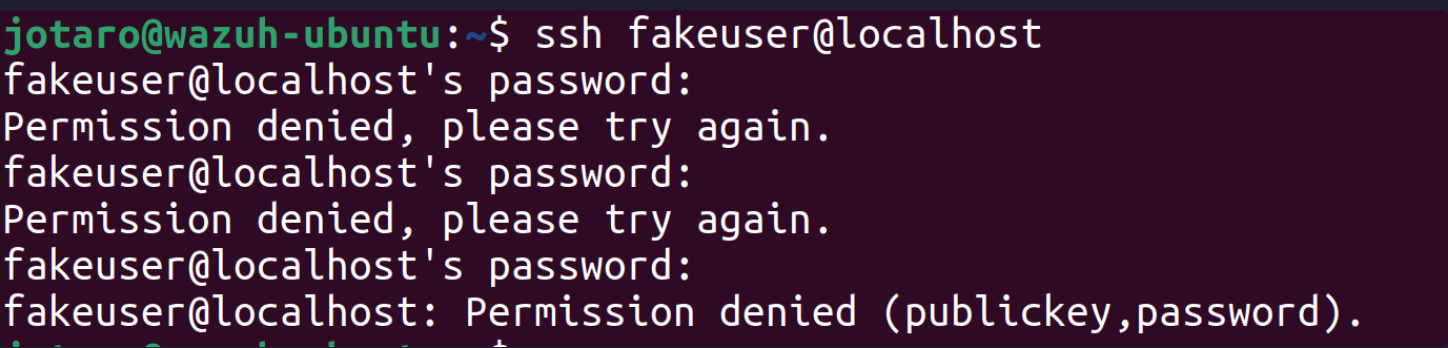 jotaro@wazuh-ubuntu:~$ ssh fakeuser@localhost
fakeuser@localhost's password:
Permission denied, please try again.
fakeuser@localhost's password:
Permission denied, please try again.
fakeuser@localhost's password:
fakeuser@localhost: Permission denied (publickey,password).